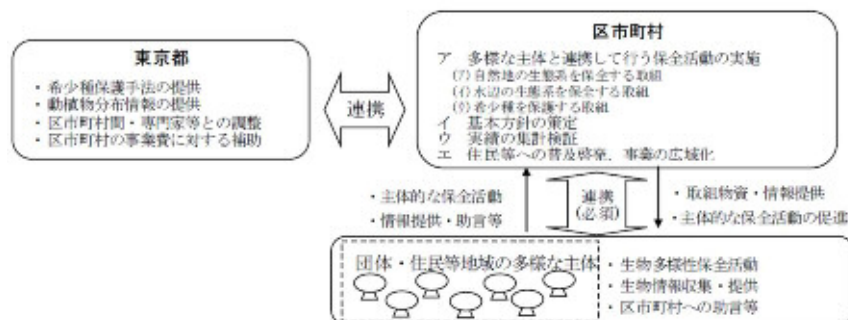 東京都
・希少種保護手法の提供
・動植物分布情報の提供
・区市町村間・専門家等との調整
・区市町村の事業費に対する補助
連携
区市町村
ア 多様な主体と連携して行う保全活動の実施
(ｱ) 自然地の生態系を保全する取組
(ｲ) 水辺の生態系を保全する取組
(ｳ) 希少種を保護する取組
イ 基本方針の策定
ウ 実績の集計検証
エ 住民等への普及啓発、事業の広域化
・主体的な保全活動
・情報提供・助言等
連携
(必須)
・取組物資・情報提供
・主体的な保全活動の促進
団体・住民等地域の多様な主体
・生物多様性保全活動
・生物情報収集・提供
・区市町村への助言等